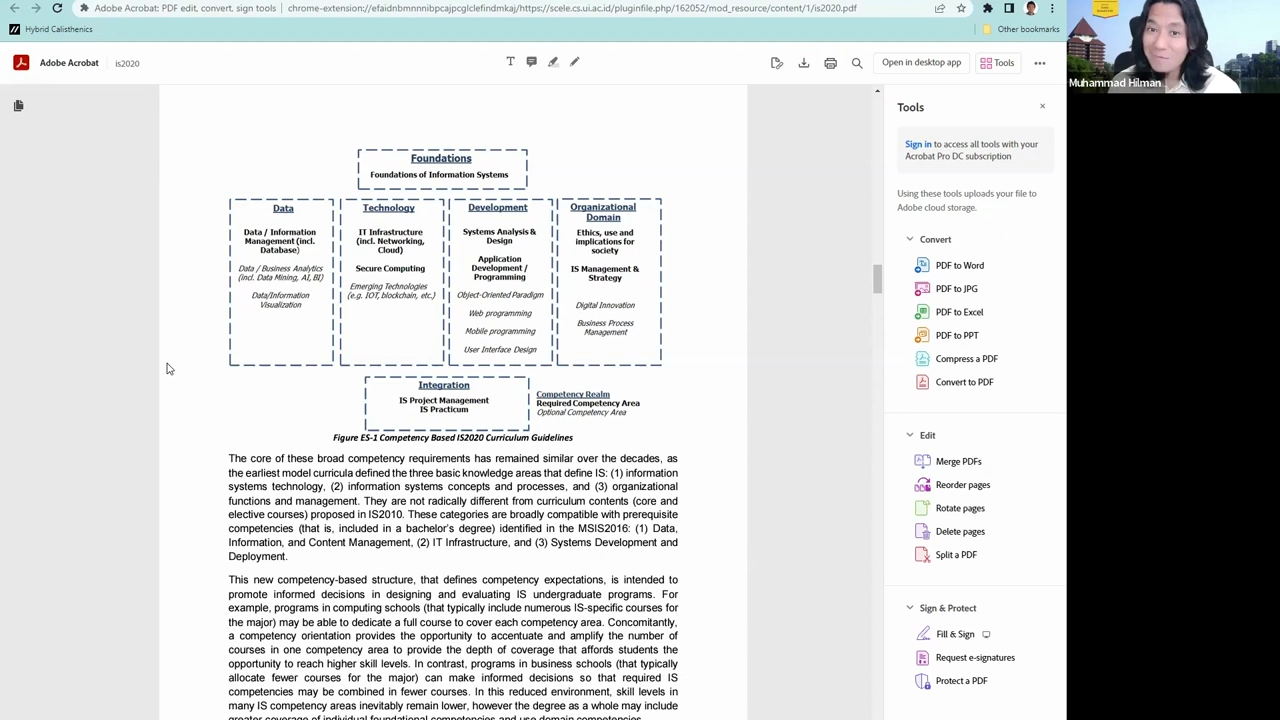 Adobe Acrobat: PDF edit, convert, sign tools
chrome-extension://efaidnbmnnnibpcajpcglclefindmkaj/https://scele.cs.ui.ac.id/pluginfile.php/162052/mod_resource/content/1/is2020.pdf
Hybrid Calisthenics
Other bookmarks
Adobe Acrobat
is2020
Open in desktop app
Tools
Muhammad Hilman
Foundations
Foundations of Information Systems
Data
Data / Information
Management (incl.
Database)
Data / Business Analytics
(incl. Data Mining, AI, BI)
Data/Information
Visualization
Technology
IT Infrastructure
(incl. Networking,
Cloud)
Secure Computing
Emerging Technologies
(e.g. IOT, blockchain, etc.)
Development
Systems Analysis &
Design
Application
Development /
Programming
Object-Oriented Paradigm
Web programming
Mobile programming
User Interface Design
Organizational
Domain
Ethics, use and
implications for
society
IS Management &
Strategy
Digital Innovation
Business Process
Management
Integration
IS Project Management
IS Practicum
Competency Realm
Required Competency Area
Optional Competency Area
Figure ES-1 Competency Based IS2020 Curriculum Guidelines
The core of these broad competency requirements has remained similar over the decades, as
the earliest model curricula defined the three basic knowledge areas that define IS: (1) information
systems technology, (2) information systems concepts and processes, and (3) organizational
functions and management. They are not radically different from curriculum contents (core and
elective courses) proposed in IS2010. These categories are broadly compatible with prerequisite
competencies (that is, included in a bachelor's degree) identified in the MSIS2016: (1) Data,
Information, and Content Management, (2) IT Infrastructure, and (3) Systems Development and
Deployment.
This new competency-based structure, that defines competency expectations, is intended to
promote informed decisions in designing and evaluating IS undergraduate programs. For
example, programs in computing schools (that typically include numerous IS-specific courses for
the major) may be able to dedicate a full course to cover each competency area. Concomitantly,
a competency orientation provides the opportunity to accentuate and amplify the number of
courses in one competency area to provide the depth of coverage that affords students the
opportunity to reach higher skill levels. In contrast, programs in business schools (that typically
allocate fewer courses for the major) can make informed decisions so that required IS
competencies may be combined in fewer courses. In this reduced environment, skill levels in
many IS competency areas inevitably remain lower, however the degree as a whole may include
greater coverage of individual foundational competencies and use domain competencies.
Tools
Sign in to access all tools with your
Acrobat Pro DC subscription
Using these tools uploads your file to
Adobe cloud storage.
Convert
PDF to Word
PDF to JPG
PDF to Excel
PDF to PPT
Compress a PDF
Convert to PDF
Edit
Merge PDFs
Reorder pages
Rotate pages
Delete pages
Split a PDF
Sign & Protect
Fill & Sign
Request e-signatures
Protect a PDF